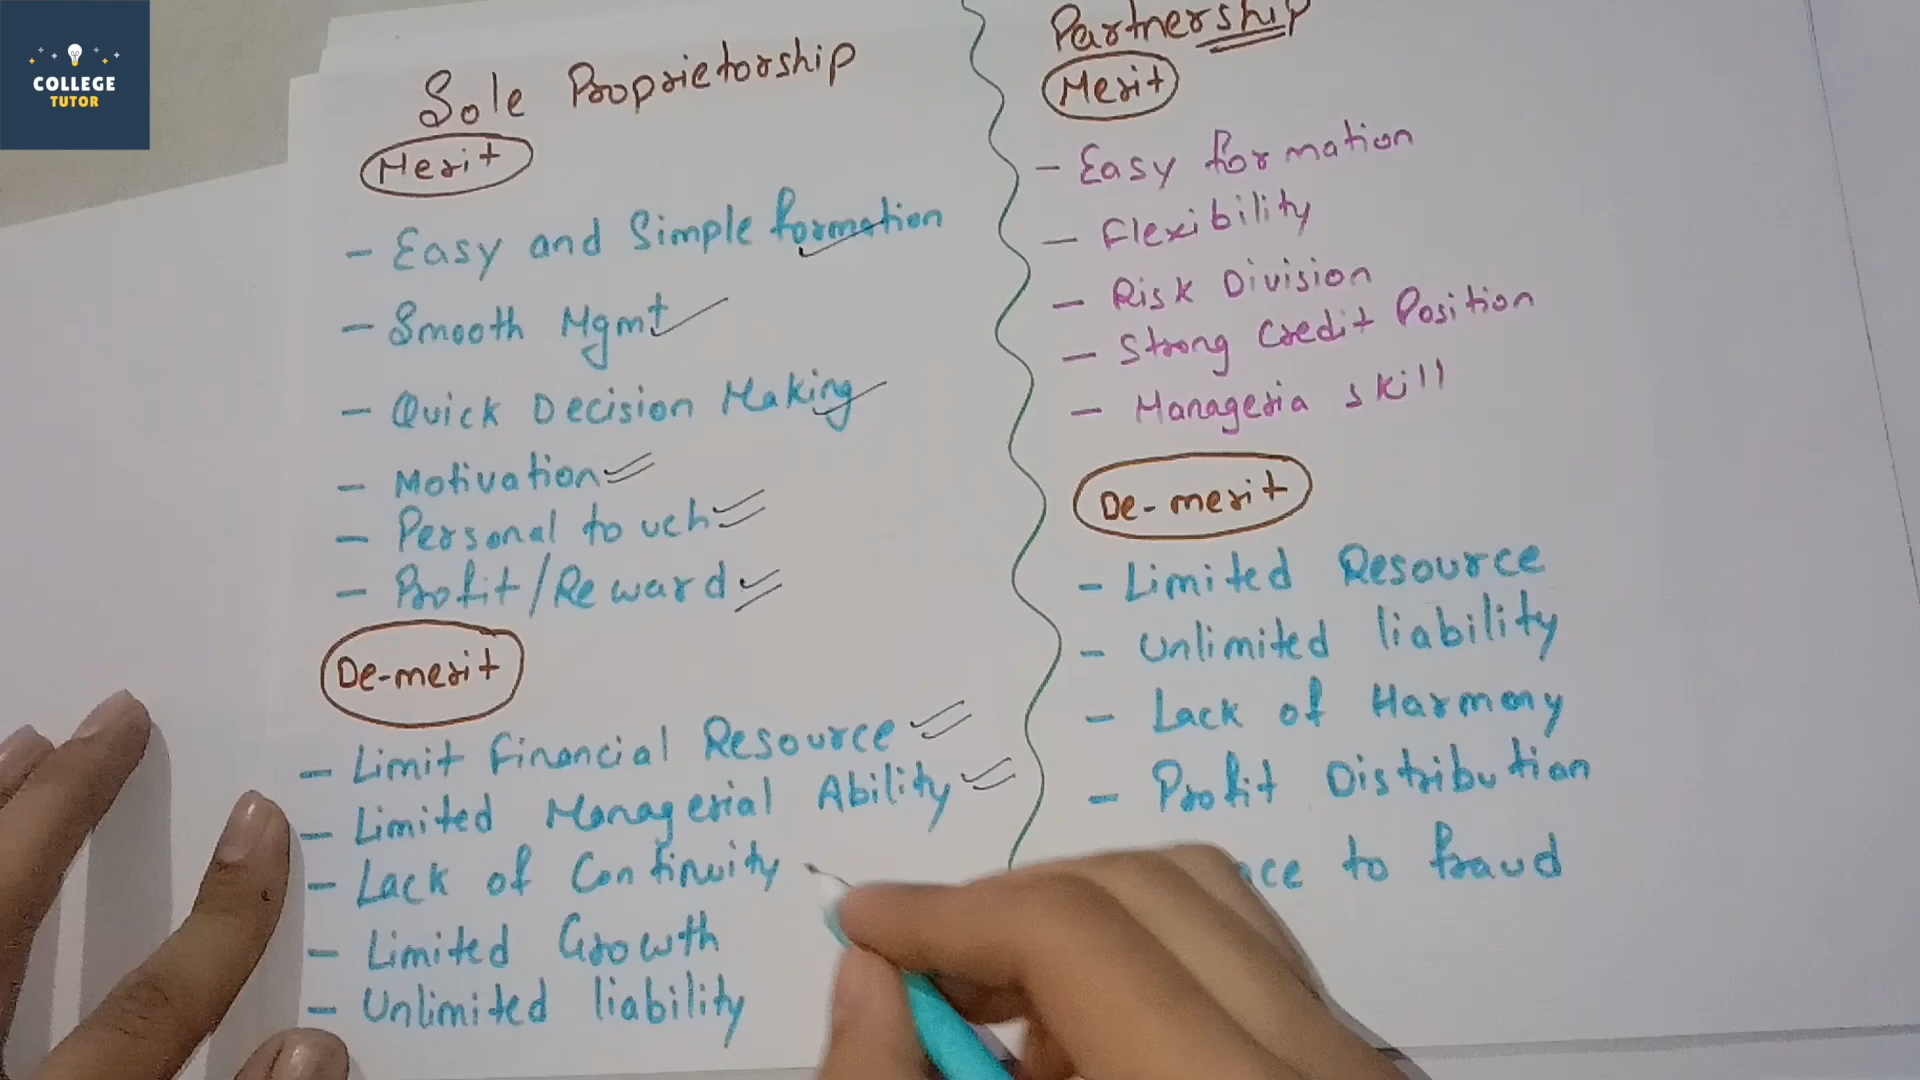 COLLEGE
TUTOR
Sole Proprietorship
Merit
- Easy and Simple formation
- Smooth Mgmt
- Quick Decision Making
- Motivation
- Personal touch
- Profit/Reward
De-merit
- Limit Financial Resource
- Limited Managerial Ability
- Lack of Continuity
- Limited Growth
- Unlimited liability
Partnership
Merit
- Easy formation
- Flexibility
- Risk Division
- Strong Credit Position
- Manageria skill
De-merit
- Limited Resource
- Unlimited liability
- Lack of Harmony
- Profit Distribution
to fraud